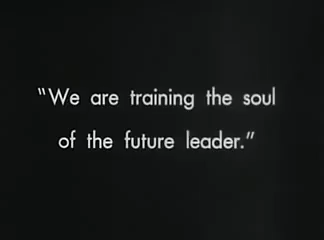 "We are training the soul
of the future leader."